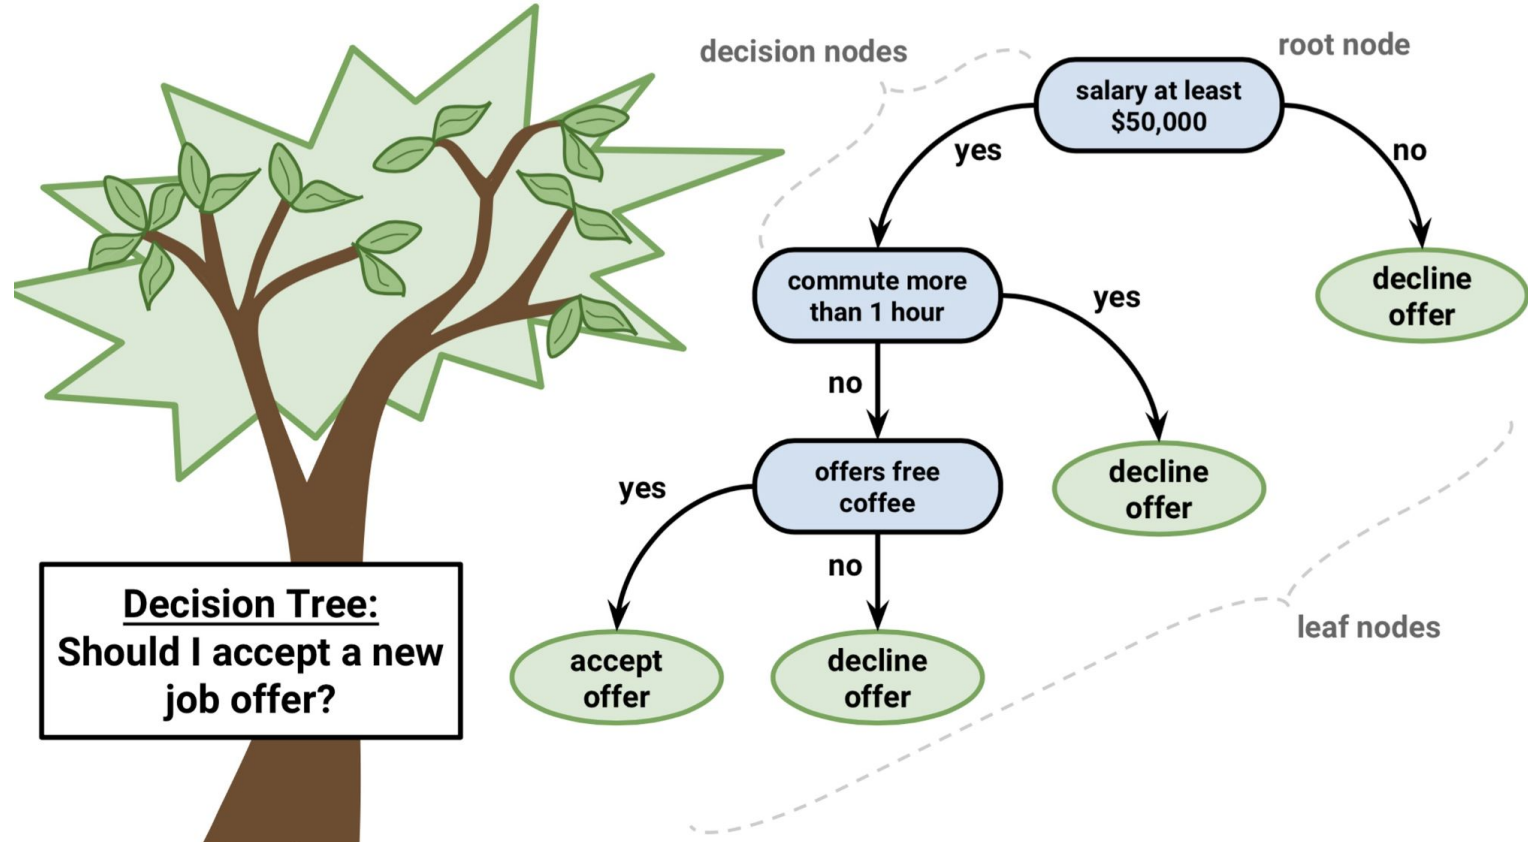 decision nodes
root node
salary at least
$50,000
yes
no
commute more
than 1 hour
yes
decline
offer
no
offers free
coffee
decline
offer
yes
no
accept
offer
decline
offer
leaf nodes
Decision Tree:
Should I accept a new
job offer?